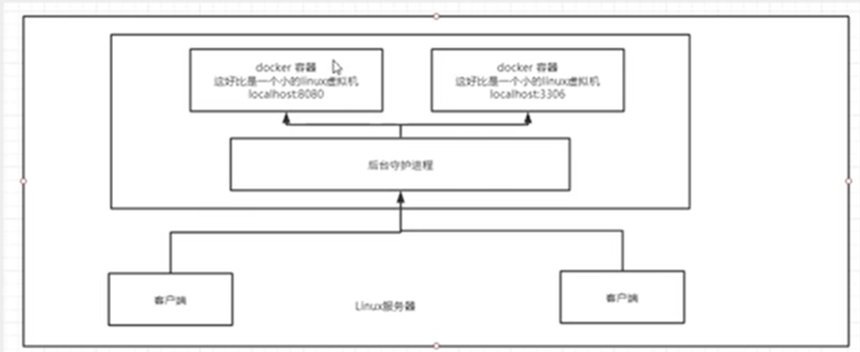 docker 容器
这好比是一个小的linux虚拟机
localhost:8080
docker 容器
这好比是一个小的linux虚拟机
localhost:3306
后台守护进程
客户端
Linux服务器
客户端